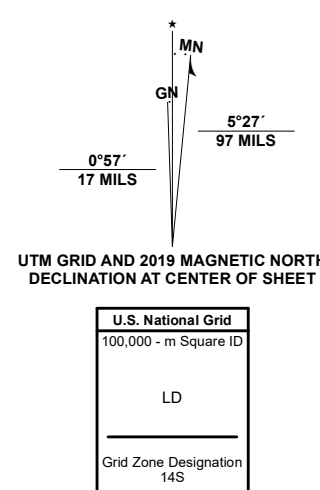 ★
MN
GN
5°27´
97 MILS
0°57´
17 MILS
UTM GRID AND 2019 MAGNETIC NORTH
DECLINATION AT CENTER OF SHEET
U.S. National Grid
100,000 - m Square ID
LD
Grid Zone Designation
14S